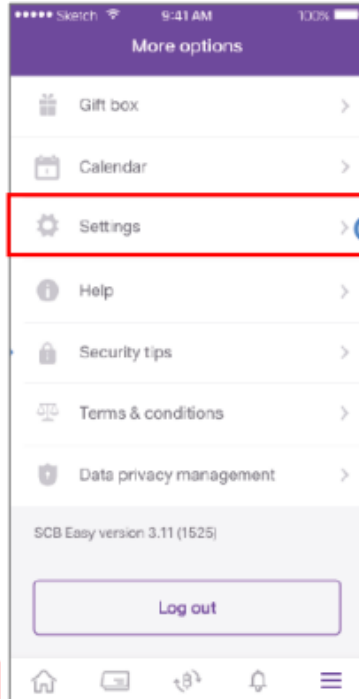 Sketch 9:41 AM 100%
More options
Gift box
Calendar
Settings
Help
Security tips
Terms & conditions
Data privacy management
SCB Easy version 3.11 (1525)
Log out